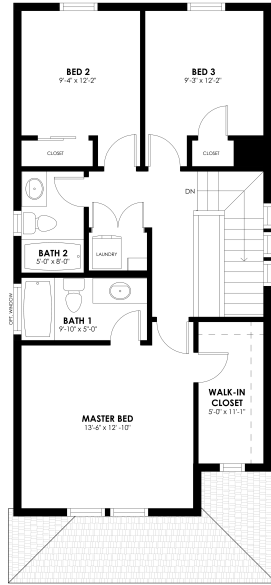 BED 2
9'-4" x 12'-2"
BED 3
9'-3" x 12'-2"
CLOSET
CLOSET
DN
LAUNDRY
BATH 2
5'-0" x 8'-0"
OPT. WINDOW
BATH 1
9'-10" x 5'-0"
WALK-IN
CLOSET
5'-0" x 11'-1"
MASTER BED
13'-6" x 12' -10"